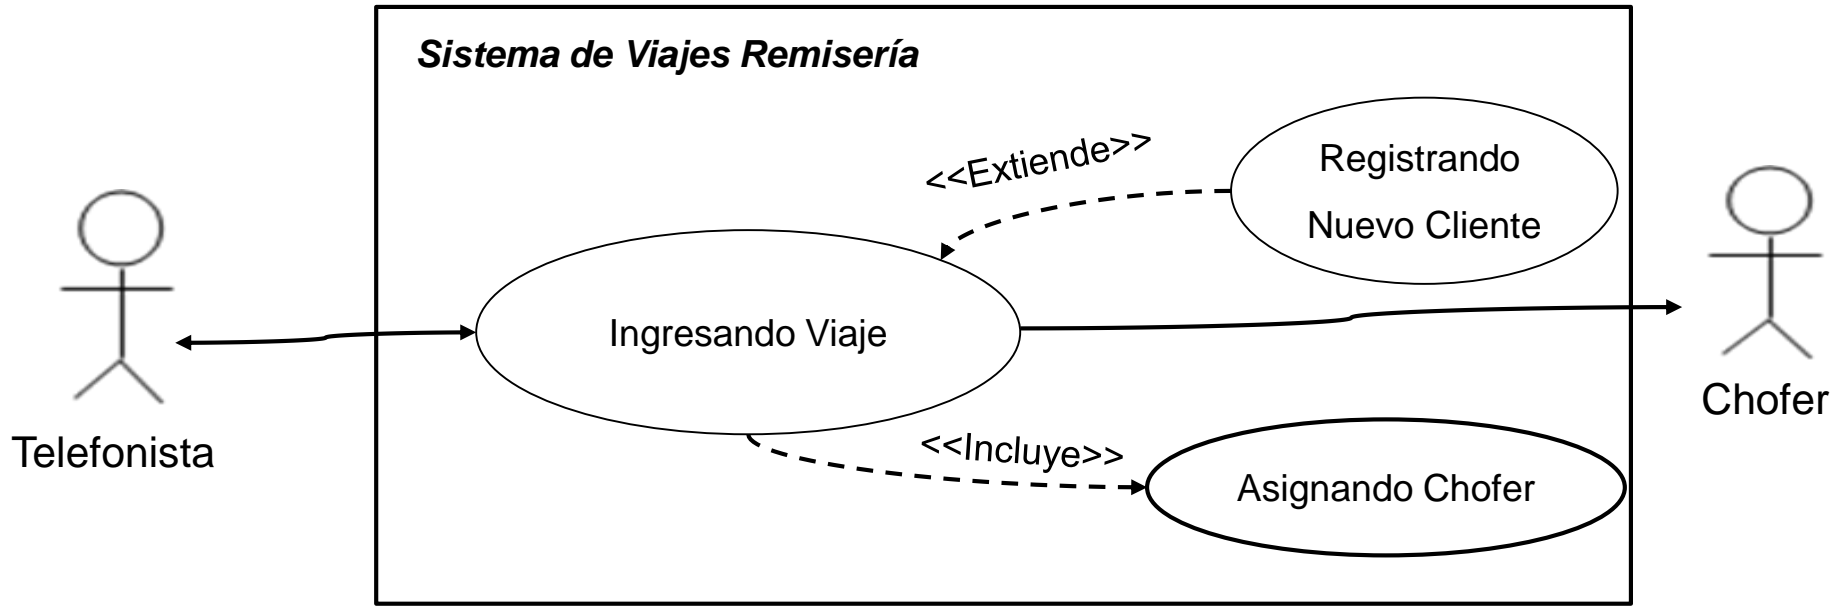 Sistema de Viajes Remisería
<<Extiende>>
Registrando
Nuevo Cliente
Ingresando Viaje
Chofer
Telefonista
<<Incluye>>
Asignando Chofer